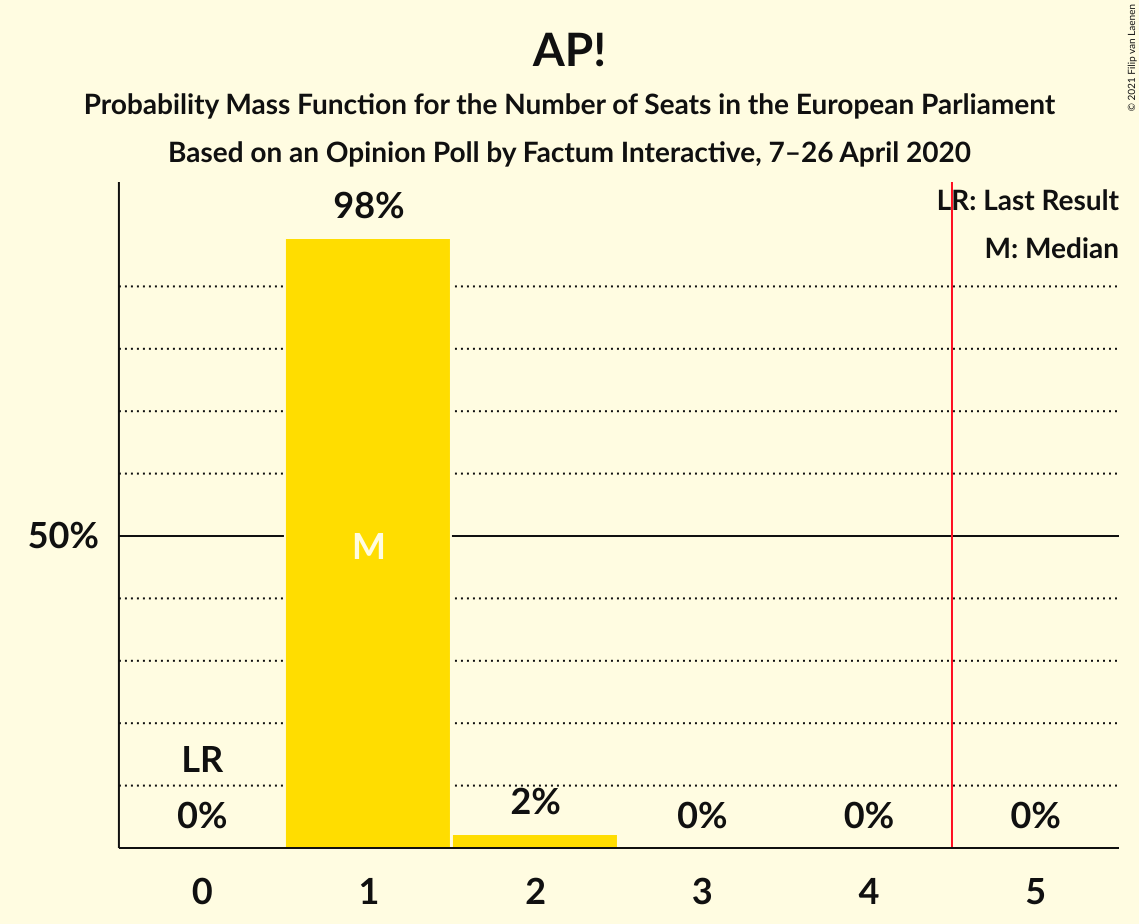 AP!
Probability Mass Function for the Number of Seats in the European Parliament
Based on an Opinion Poll by Factum Interactive, 7–26 April 2020
© 2021 Filip van Laenen
LR: Last Result
M: Median
98%
50%
M
LR
0%
2%
0%
0%
0%
0
1
2
3
4
5